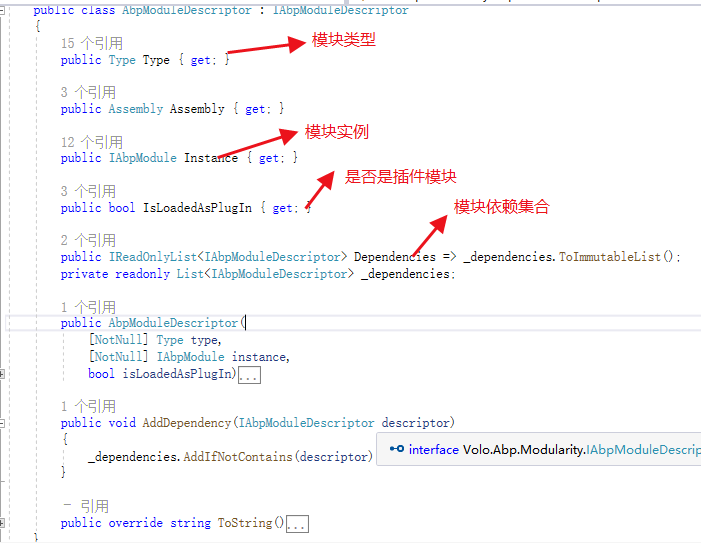 public class AbpModuleDescriptor : IAbpModuleDescriptor
{
15 个引用
public Type Type { get; }
模块类型
3 个引用
public Assembly Assembly { get; }
12 个引用
public IAbpModule Instance { get; }
模块实例
3 个引用
public bool IsLoadedAsPlugIn { get; }
是否是插件模块
2 个引用
模块依赖集合
public IReadOnlyList<IAbpModuleDescriptor> Dependencies => _dependencies.ToImmutableList();
private readonly List<IAbpModuleDescriptor> _dependencies;
1 个引用
public AbpModuleDescriptor(
[NotNull] Type type,
[NotNull] IAbpModule instance,
bool isLoadedAsPlugIn)...
1 个引用
public void AddDependency(IAbpModuleDescriptor descriptor)
{
interface Volo.Abp.Modularity.IAbpModuleDescrip
_dependencies.AddIfNotContains(descriptor)
}
- 引用
public override string ToString()...
}